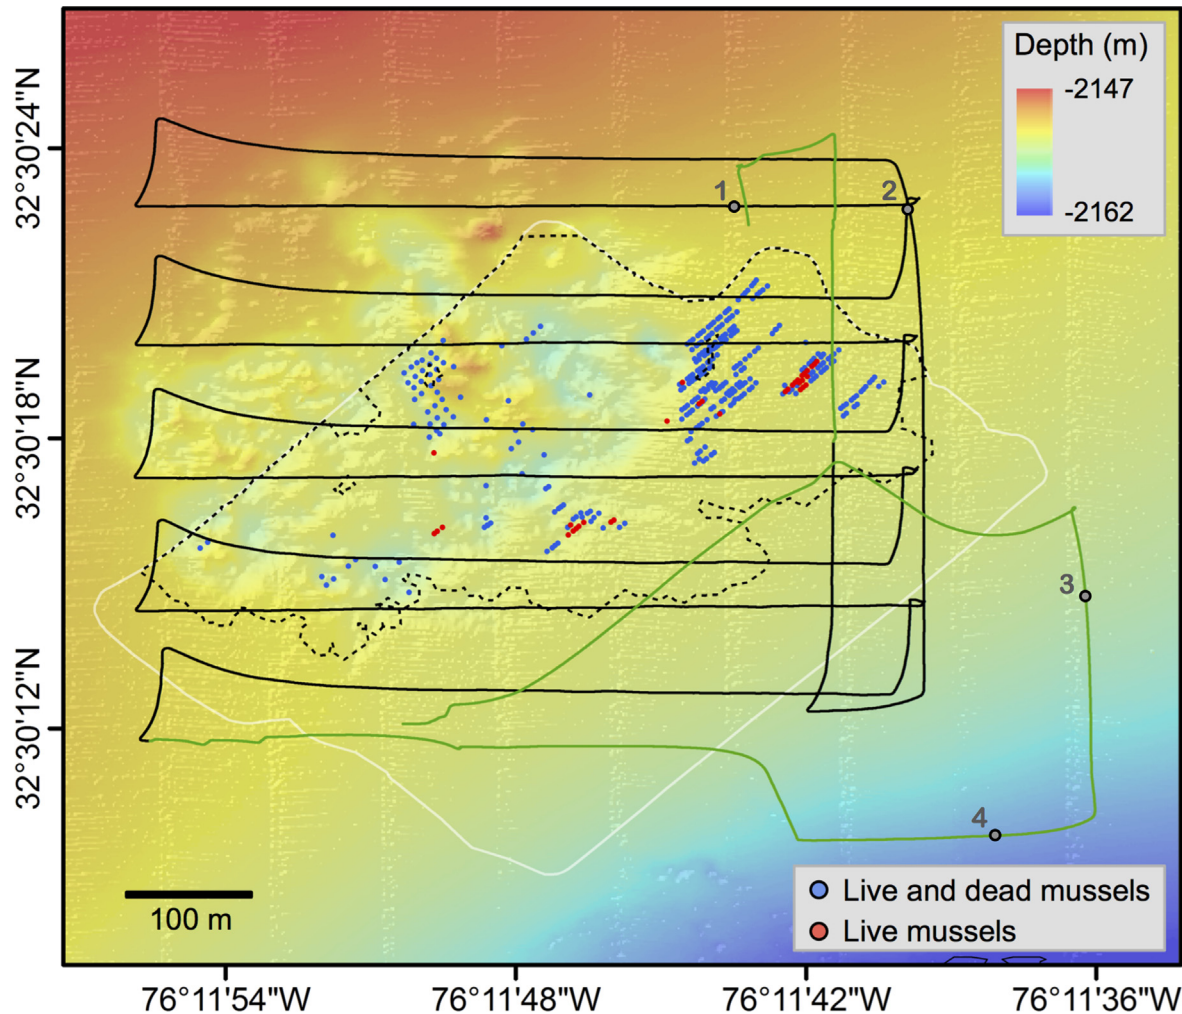 Depth (m)
-2147
-2162
32°30'24"N
32°30'18"N
32°30'12"N
1
2
3
4
100 m
Live and dead mussels
Live mussels
76°11'54"W
76°11'48"W
76°11'42"W
76°11'36"W